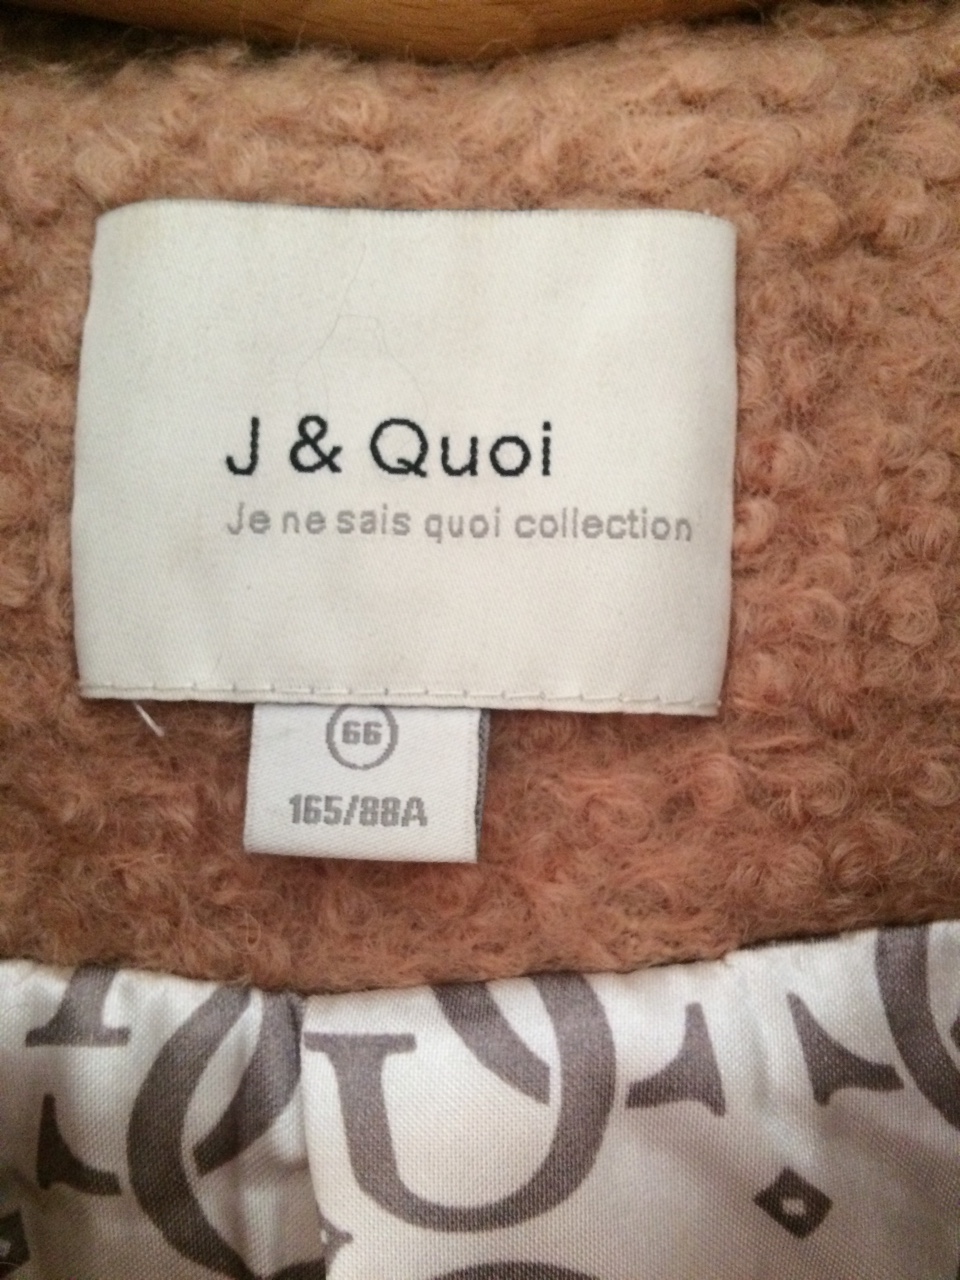 J & Quoi
Je ne sais quoi collection
66
165/88A